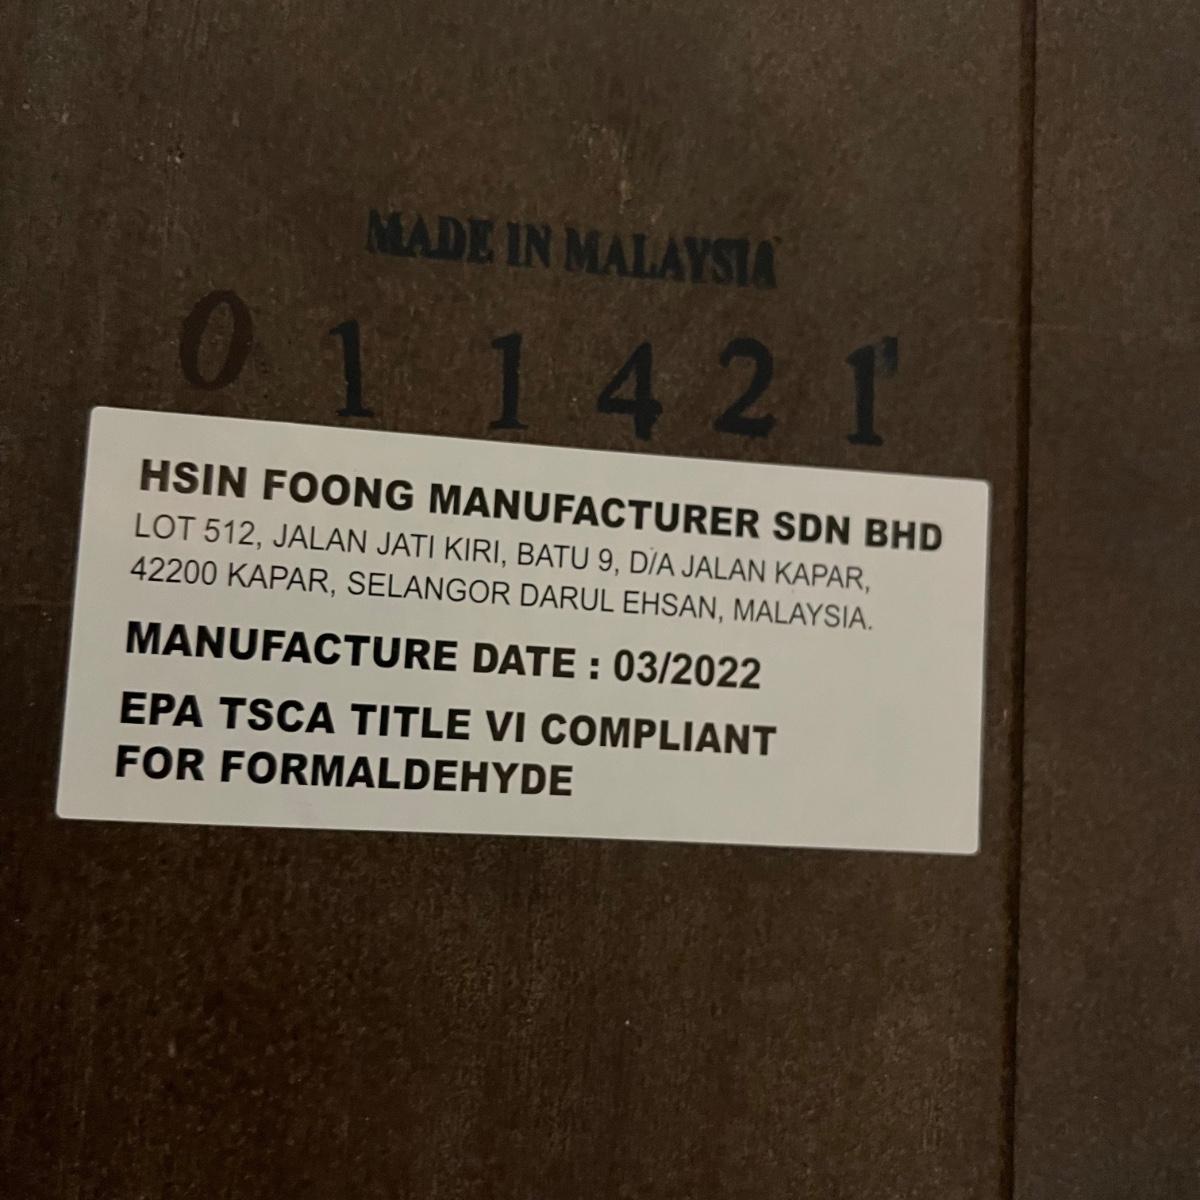 MADE IN MALAYSIA
0 1 1 4 2 1
HSIN FOONG MANUFACTURER SDN BHD
LOT 512, JALAN JATI KIRI, BATU 9, D/A JALAN KAPAR,
42200 KAPAR, SELANGOR DARUL EHSAN, MALAYSIA.
MANUFACTURE DATE : 03/2022
EPA TSCA TITLE VI COMPLIANT
FOR FORMALDEHYDE